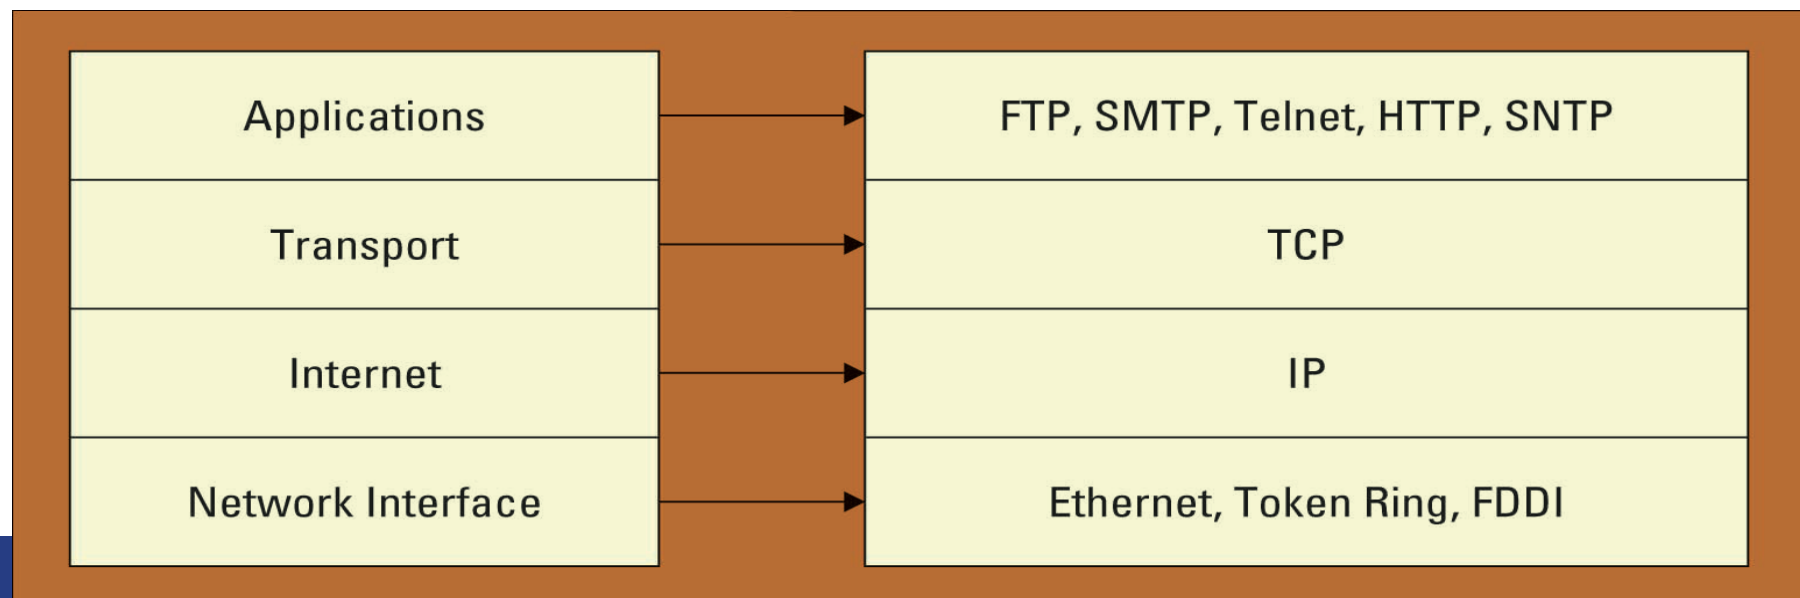 Applications
FTP, SMTP, Telnet, HTTP, SNTP
Transport
TCP
Internet
IP
Network Interface
Ethernet, Token Ring, FDDI